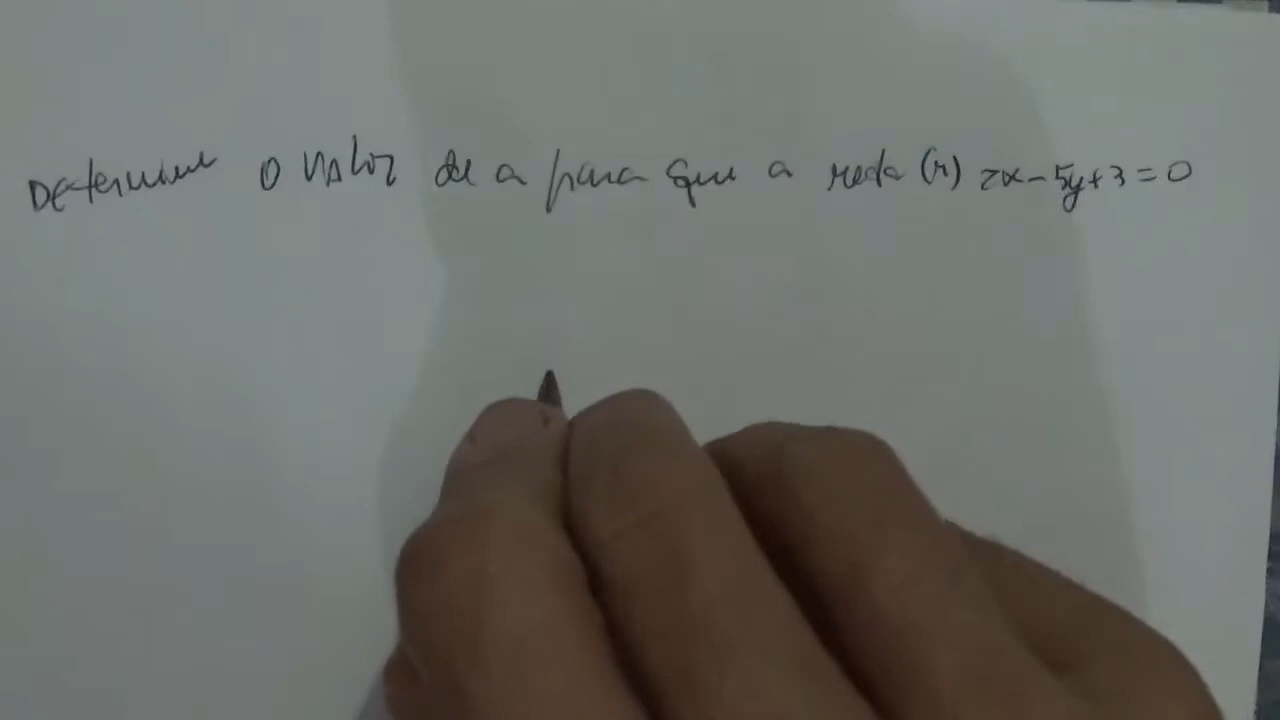 Determine o valor de a para que a reta (r) 2x - 5y + 3 = 0